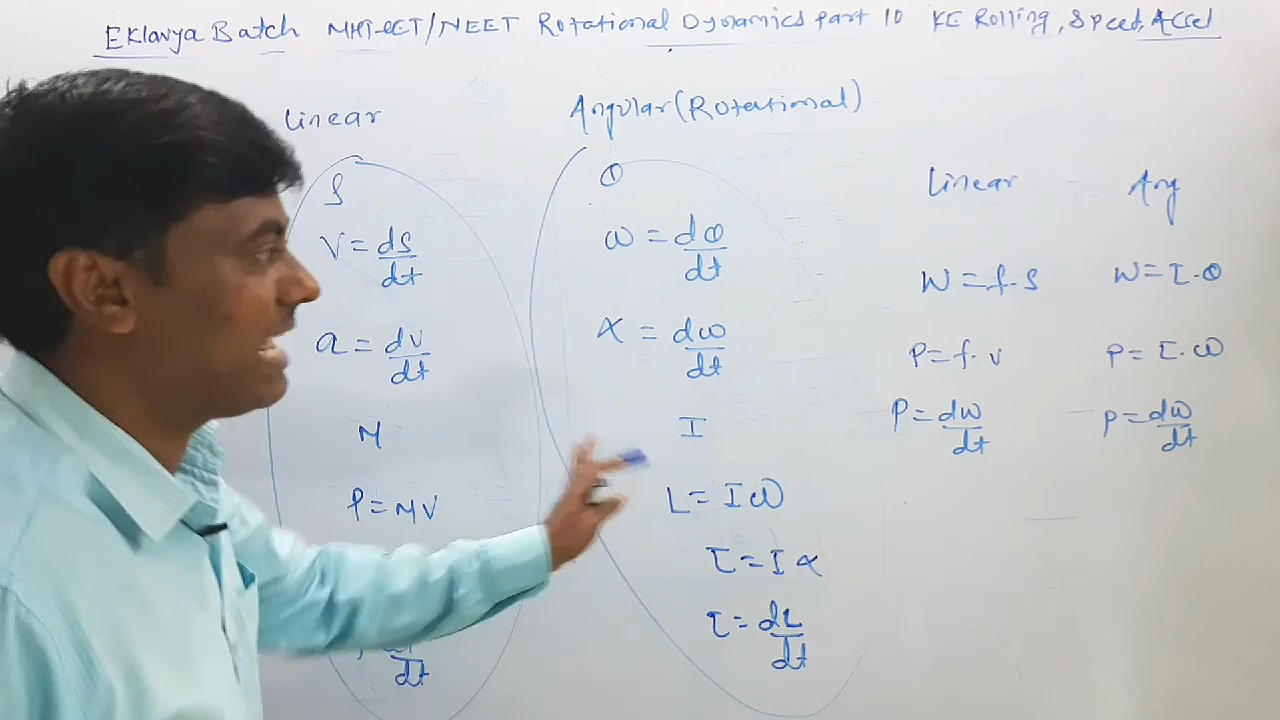 Eklavya Batch MHT-CET/NEET Rotational Dynamics part 10 KE Rolling, Speed, Accel
Linear
S
V = dS/dt
a = dv/dt
M
P = MV
dt
Angular (Rotational)
θ
ω = dθ/dt
α = dω/dt
I
L = I ω
τ = I α
τ = dL/dt
Linear Ang
W = f . S W = τ . θ
P = f . v P = τ . ω
P = dw/dt P = dw/dt